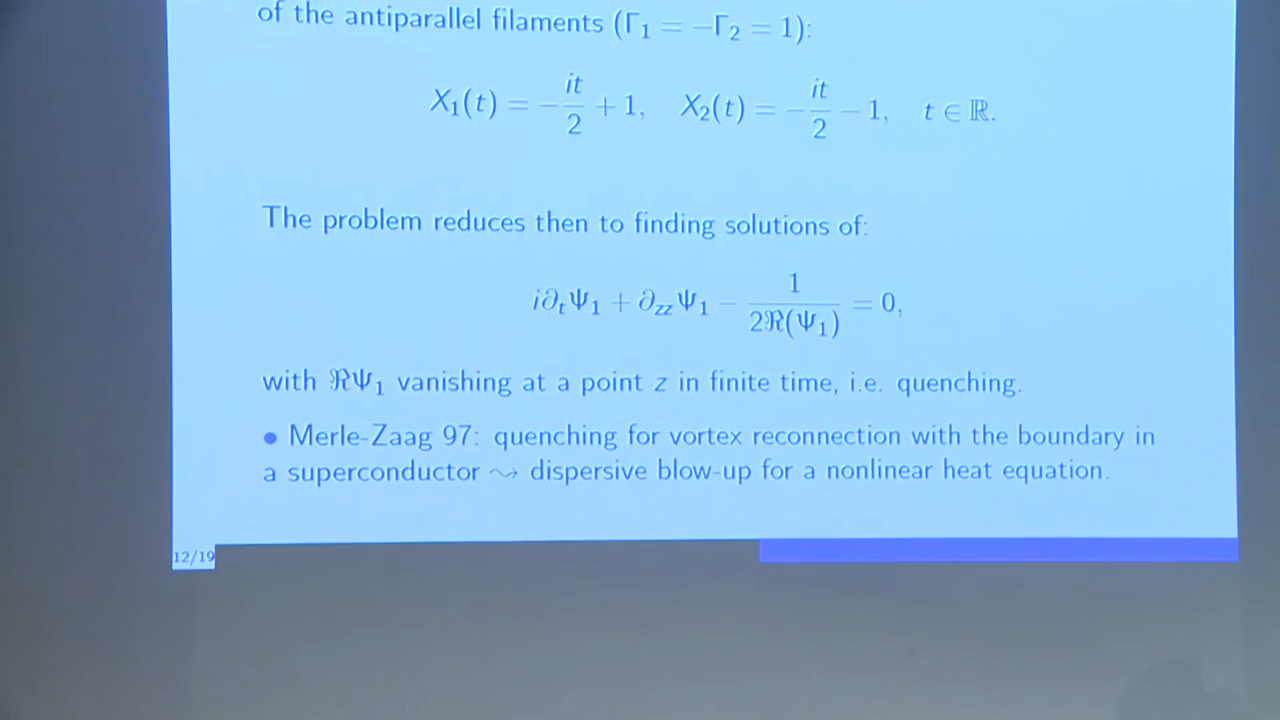 of the antiparallel filaments (Γ₁ = −Γ₂ = 1):
X₁(t) = −it/2 + 1, X₂(t) = −it/2 − 1, t ∈ ℝ.
The problem reduces then to finding solutions of:
i∂ₜΨ₁ + ∂_zzΨ₁ − 1/(2ℜ(Ψ₁)) = 0,
with ℜΨ₁ vanishing at a point z in finite time, i.e. quenching.
• Merle-Zaag 97: quenching for vortex reconnection with the boundary in
a superconductor ⇝ dispersive blow-up for a nonlinear heat equation.
12/19